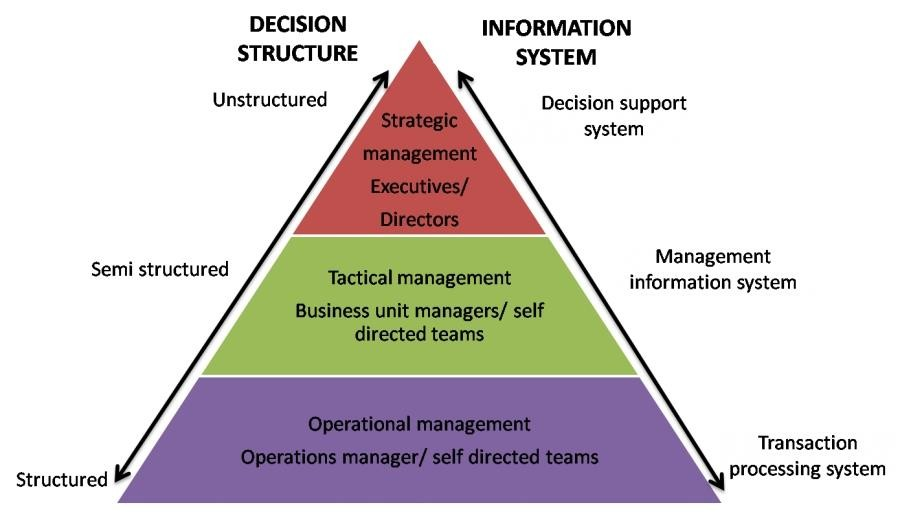 DECISION
STRUCTURE
INFORMATION
SYSTEM
Unstructured
Decision support
system
Strategic
management
Executives/
Directors
Semi structured
Tactical management
Business unit managers/ self
directed teams
Management
information system
Operational management
Operations manager/ self directed teams
Structured
Transaction
processing system